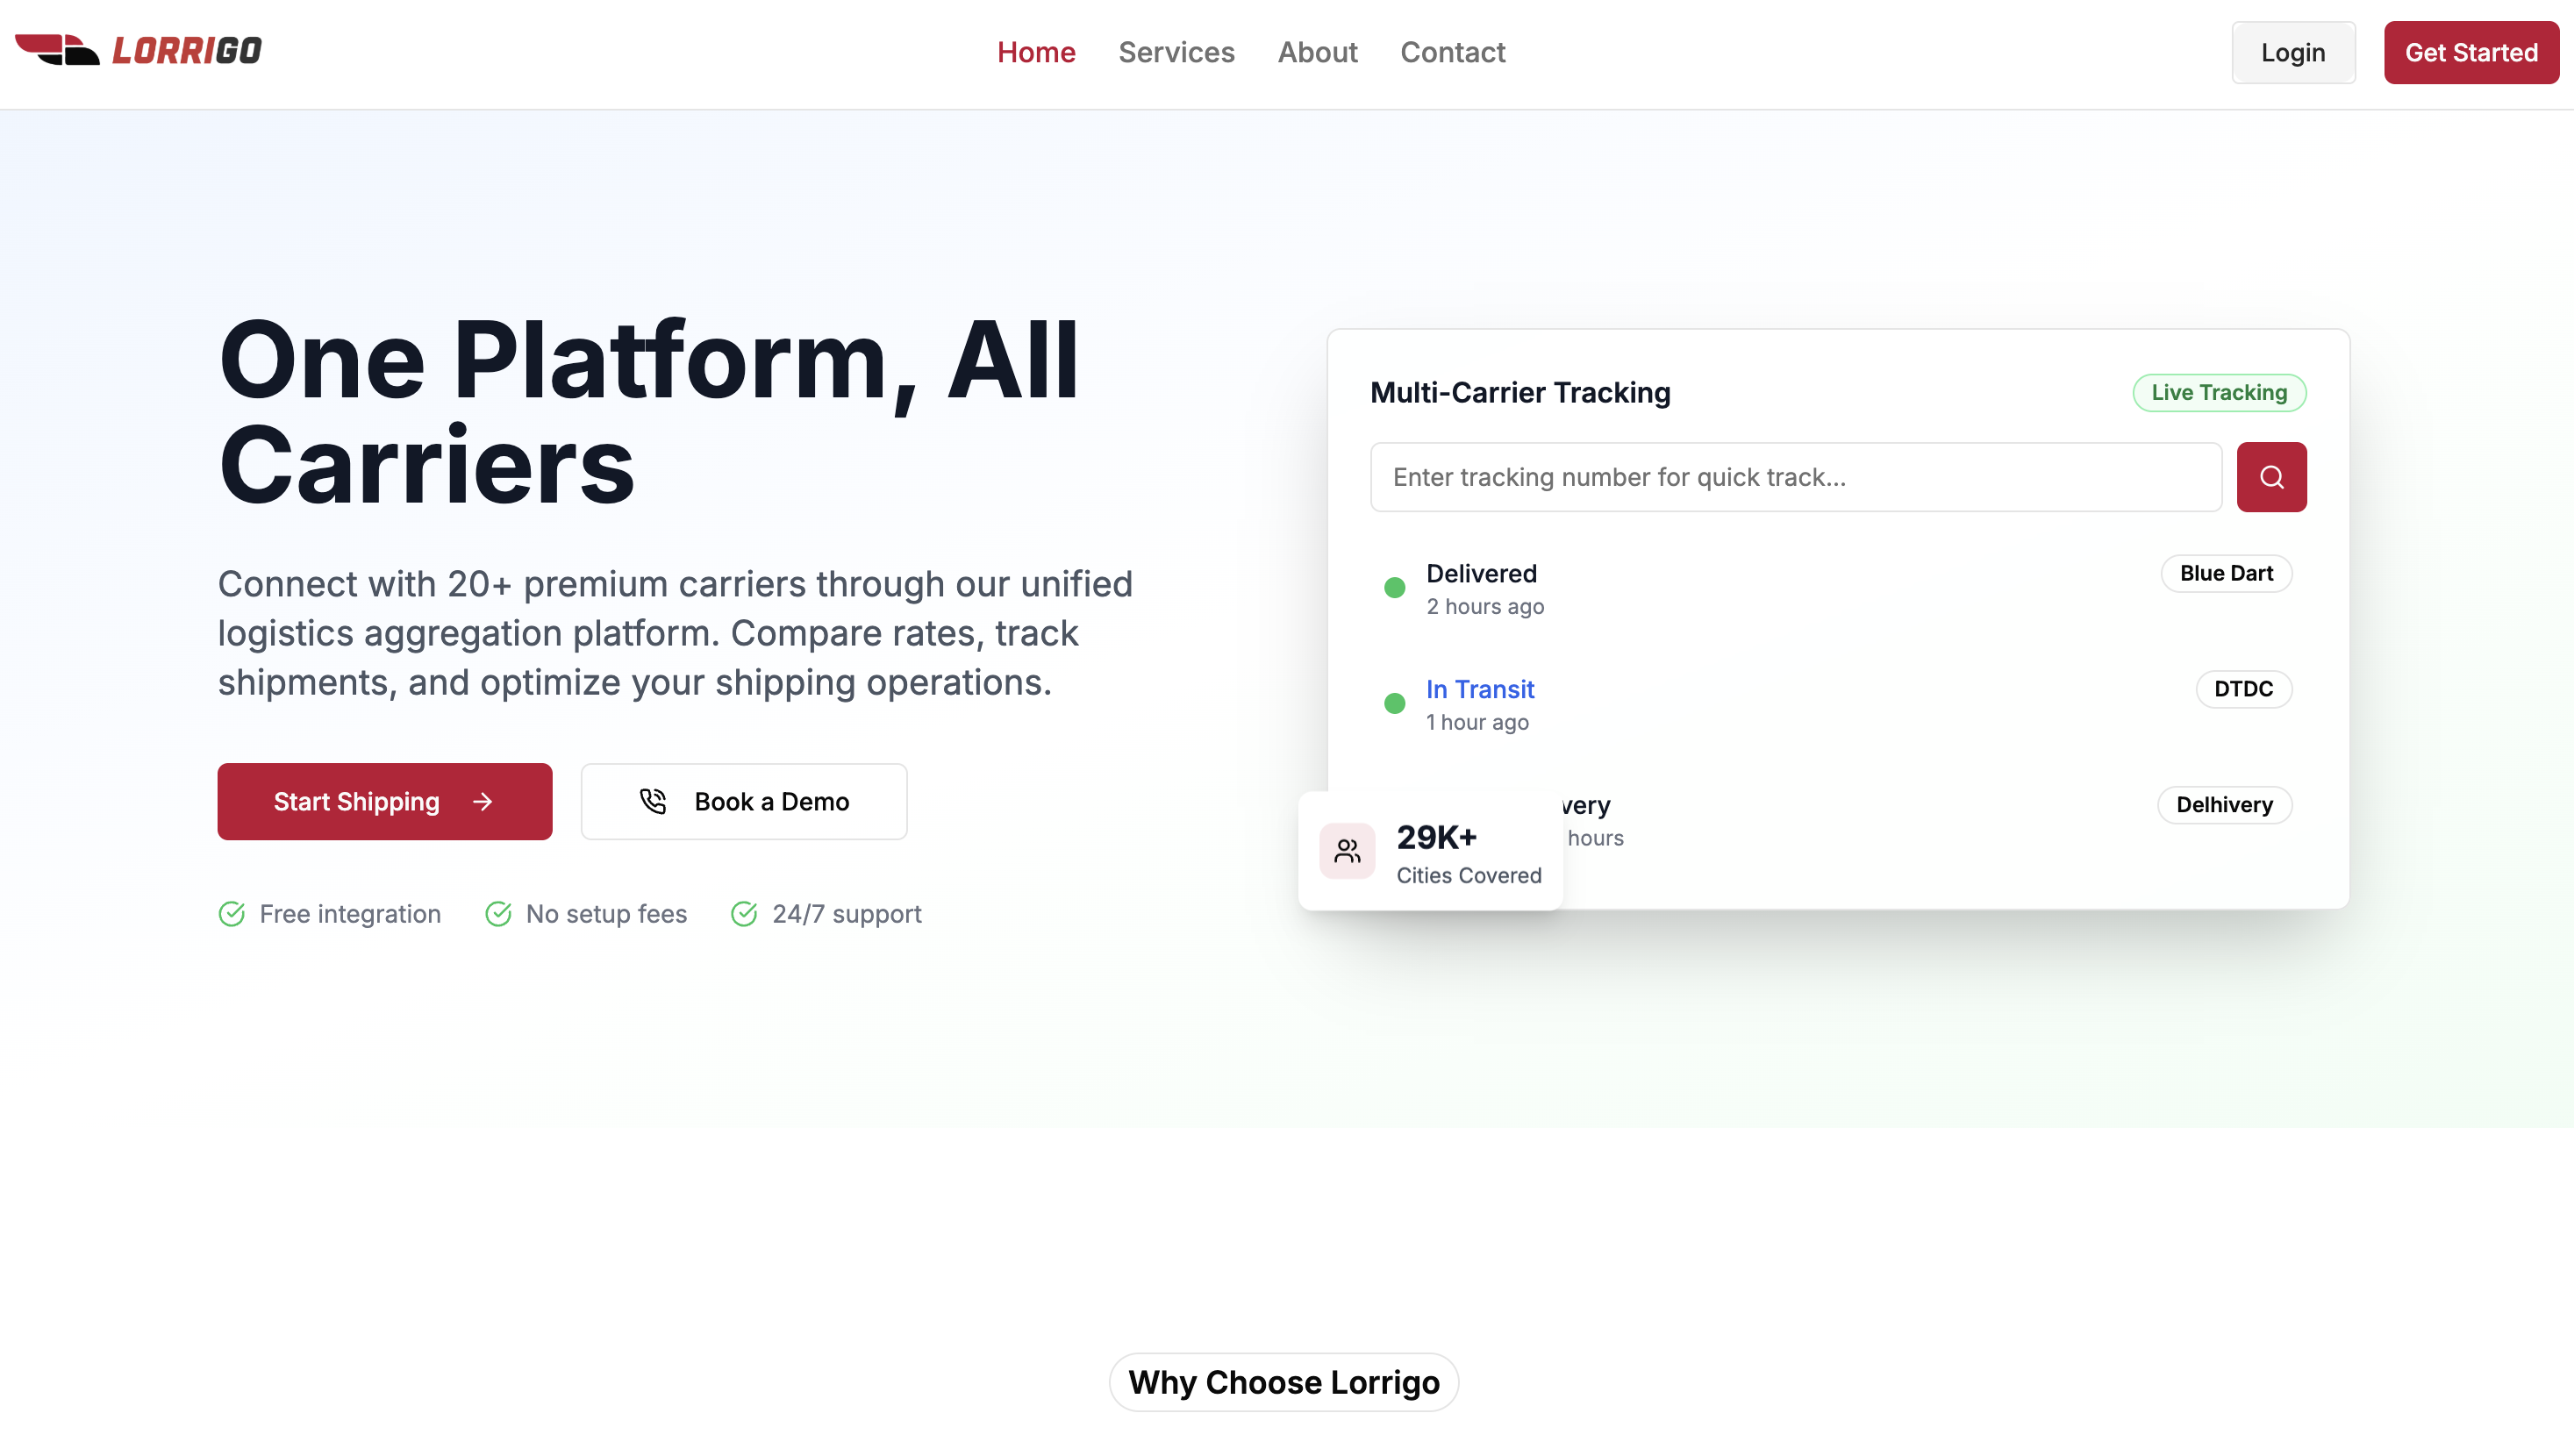 LORRIGO
Home Services About Contact
Login Get Started
One Platform, All
Carriers
Connect with 20+ premium carriers through our unified
logistics aggregation platform. Compare rates, track
shipments, and optimize your shipping operations.
Start Shipping
Book a Demo
Free integration No setup fees 24/7 support
Multi-Carrier Tracking
Live Tracking
Enter tracking number for quick track...
Delivered
2 hours ago
Blue Dart
In Transit
1 hour ago
DTDC
very
hours
Delhivery
29K+
Cities Covered
Why Choose Lorrigo